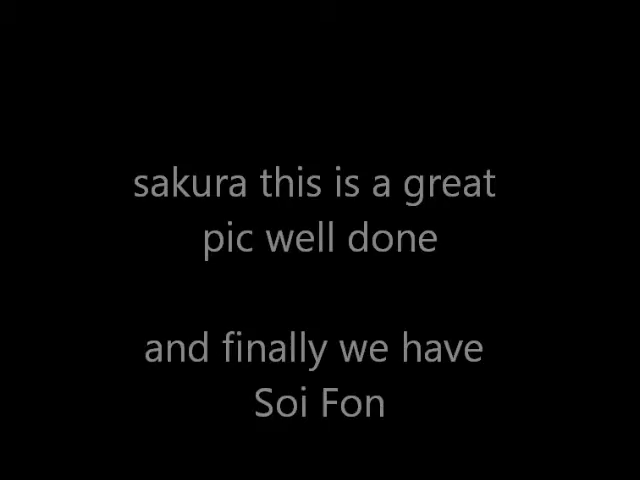 sakura this is a great
pic well done
and finally we have
Soi Fon